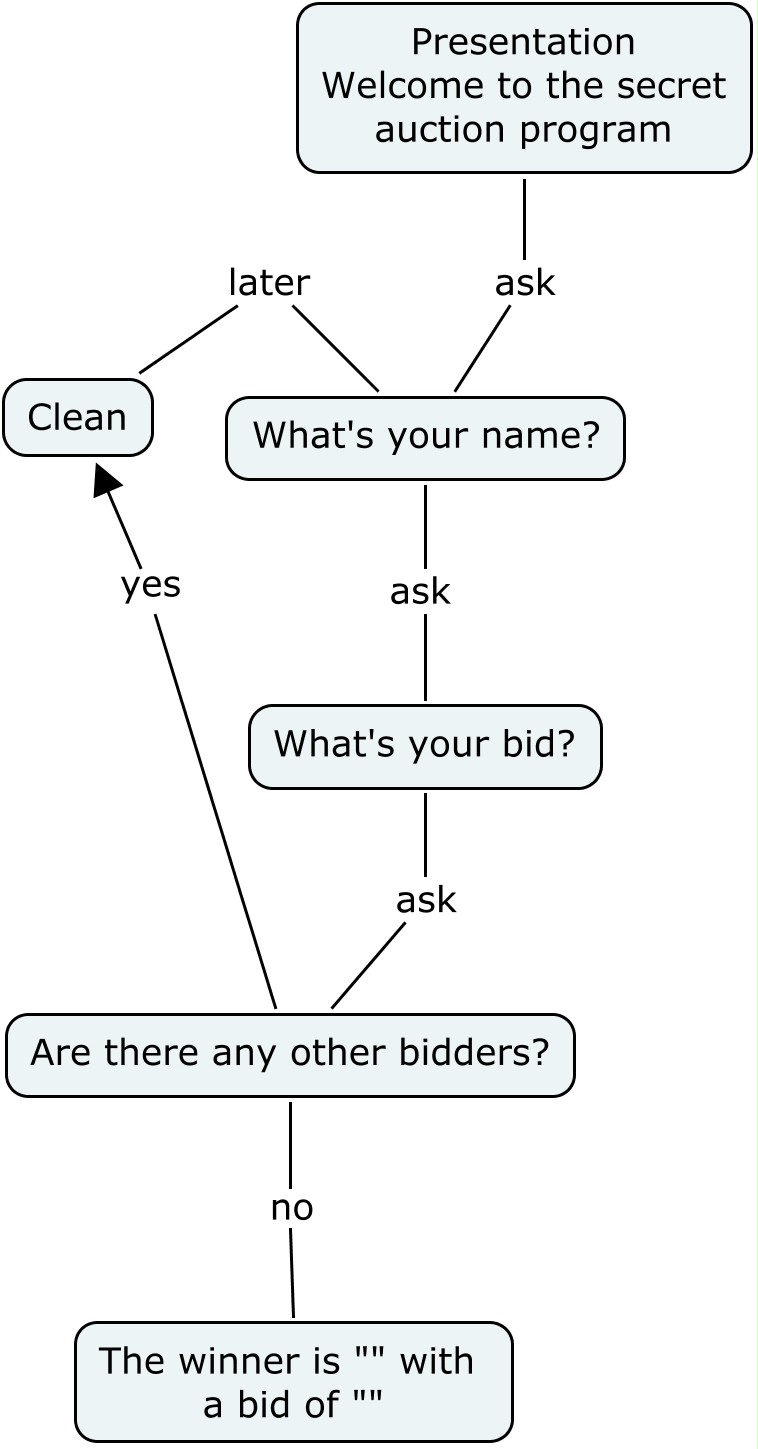 Presentation
Welcome to the secret
auction program
later
ask
Clean
What's your name?
yes
ask
What's your bid?
ask
Are there any other bidders?
no
The winner is "" with
a bid of ""